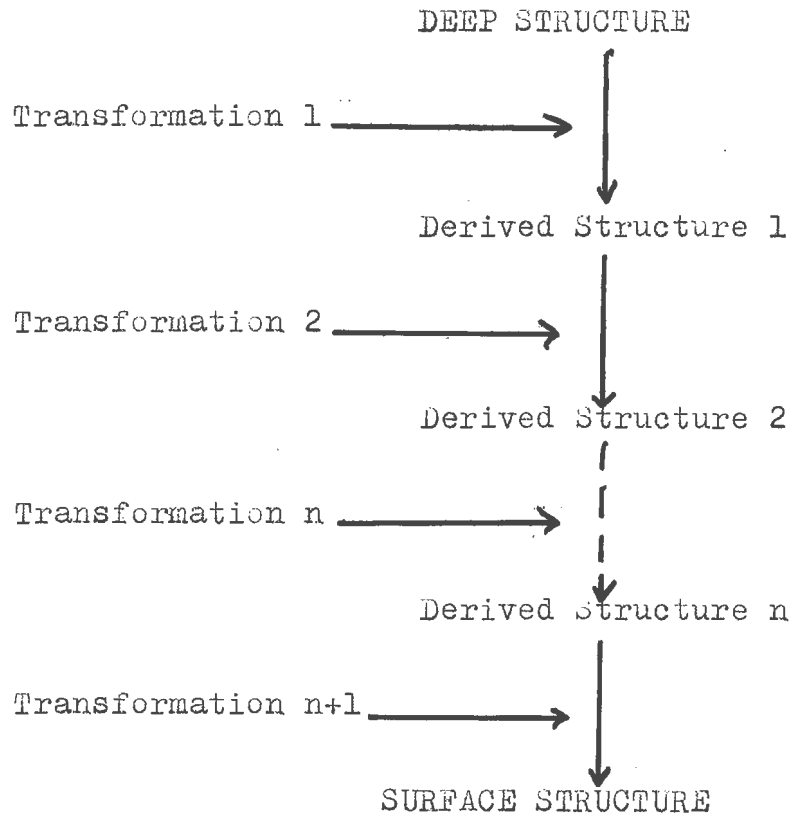 DEEP STRUCTURE
Transformation 1
Derived Structure 1
Transformation 2
Derived Structure 2
Transformation n
Derived Structure n
Transformation n+1
SURFACE STRUCTURE